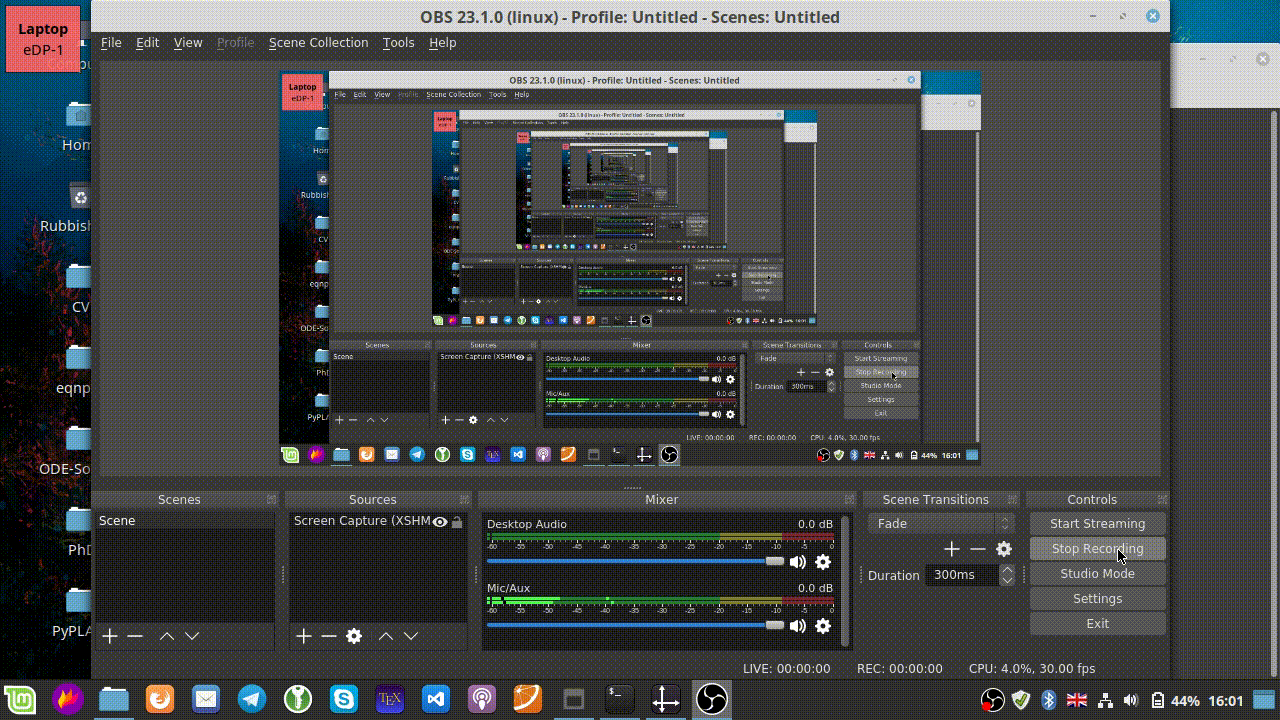 Laptop
eDP-1
OBS 23.1.0 (linux) - Profile: Untitled - Scenes: Untitled
File Edit View Profile Scene Collection Tools Help
Hom
Rubbish
CV
eqnp
ODE-So
PhD
PyPLA
Laptop
eDP-1
OBS 23.1.0 (linux) - Profile: Untitled - Scenes: Untitled
File Edit View Profile Scene Collection Tools Help
Scenes Sources Mixer Scene Transitions Controls
Scene
Screen Capture (XSHM
Desktop Audio 0.0 dB
Mic/Aux 0.0 dB
Fade
Duration 300ms
Start Streaming
Stop Recording
Studio Mode
Settings
Exit
LIVE: 00:00:00 REC: 00:00:00 CPU: 4.0%, 30.00 fps
44% 16:01
Scenes Sources Mixer Scene Transitions Controls
Scene
Screen Capture (XSHM
Desktop Audio 0.0 dB
-60 -55 -50 -45 -40 -35 -30 -25 -20 -15 -10 -5 0
Mic/Aux 0.0 dB
-60 -55 -50 -45 -40 -35 -30 -25 -20 -15 -10 -5 0
Fade
Duration 300ms
Start Streaming
Stop Recording
Studio Mode
Settings
Exit
LIVE: 00:00:00 REC: 00:00:00 CPU: 4.0%, 30.00 fps
TEX
$_
44% 16:01